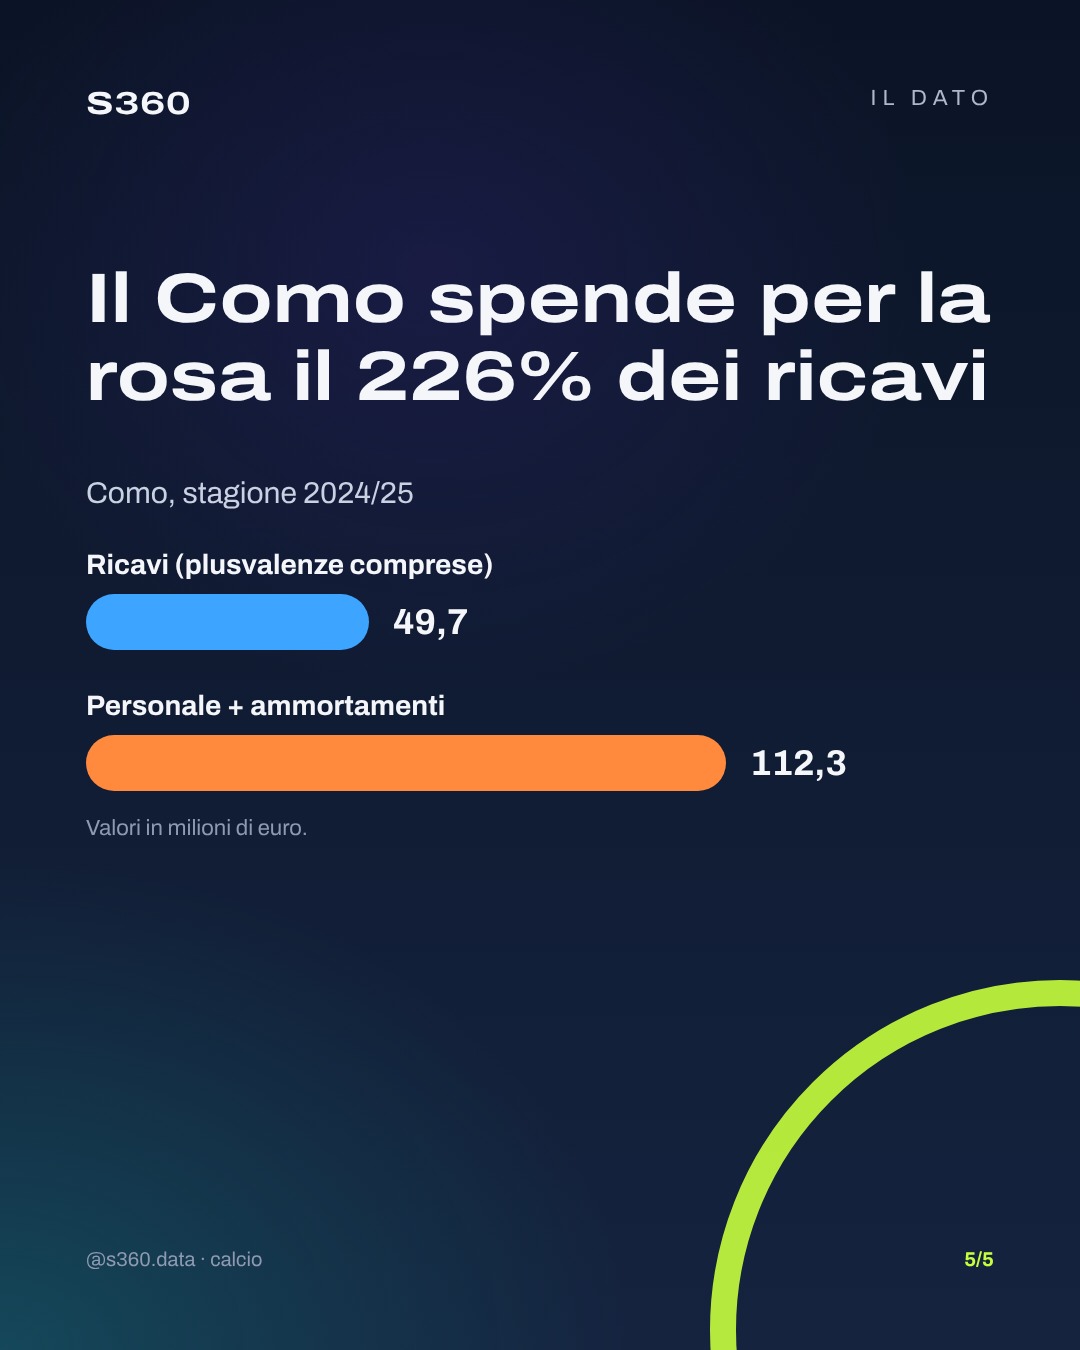 S360
IL DATO
Il Como spende per la
rosa il 226% dei ricavi
Como, stagione 2024/25
Ricavi (plusvalenze comprese)
49,7
Personale + ammortamenti
112,3
Valori in milioni di euro.
@s360.data · calcio
5/5